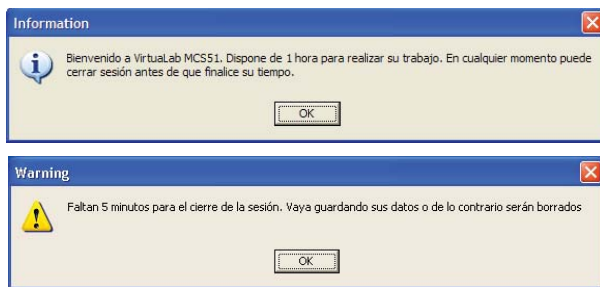 Information
Bienvenido a VirtuaLab MCS51. Dispone de 1 hora para realizar su trabajo. En cualquier momento puede
cerrar sesión antes de que finalice su tiempo.
OK
Warning
Faltan 5 minutos para el cierre de la sesión. Vaya guardando sus datos o de lo contrario serán borrados
OK